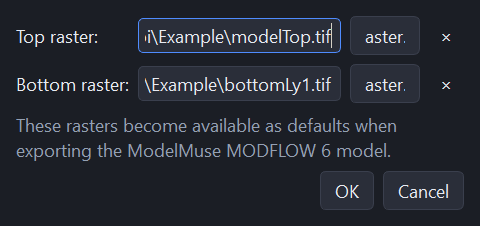 Top raster: i\Example\modelTop.tif aster. ×
Bottom raster: \Example\bottomLy1.tif aster. ×
These rasters become available as defaults when
exporting the ModelMuse MODFLOW 6 model.
OK Cancel